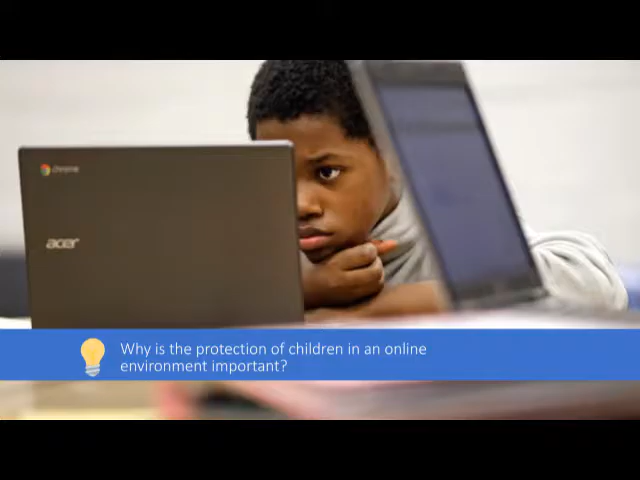 chrome
acer
Why is the protection of children in an online
environment important?